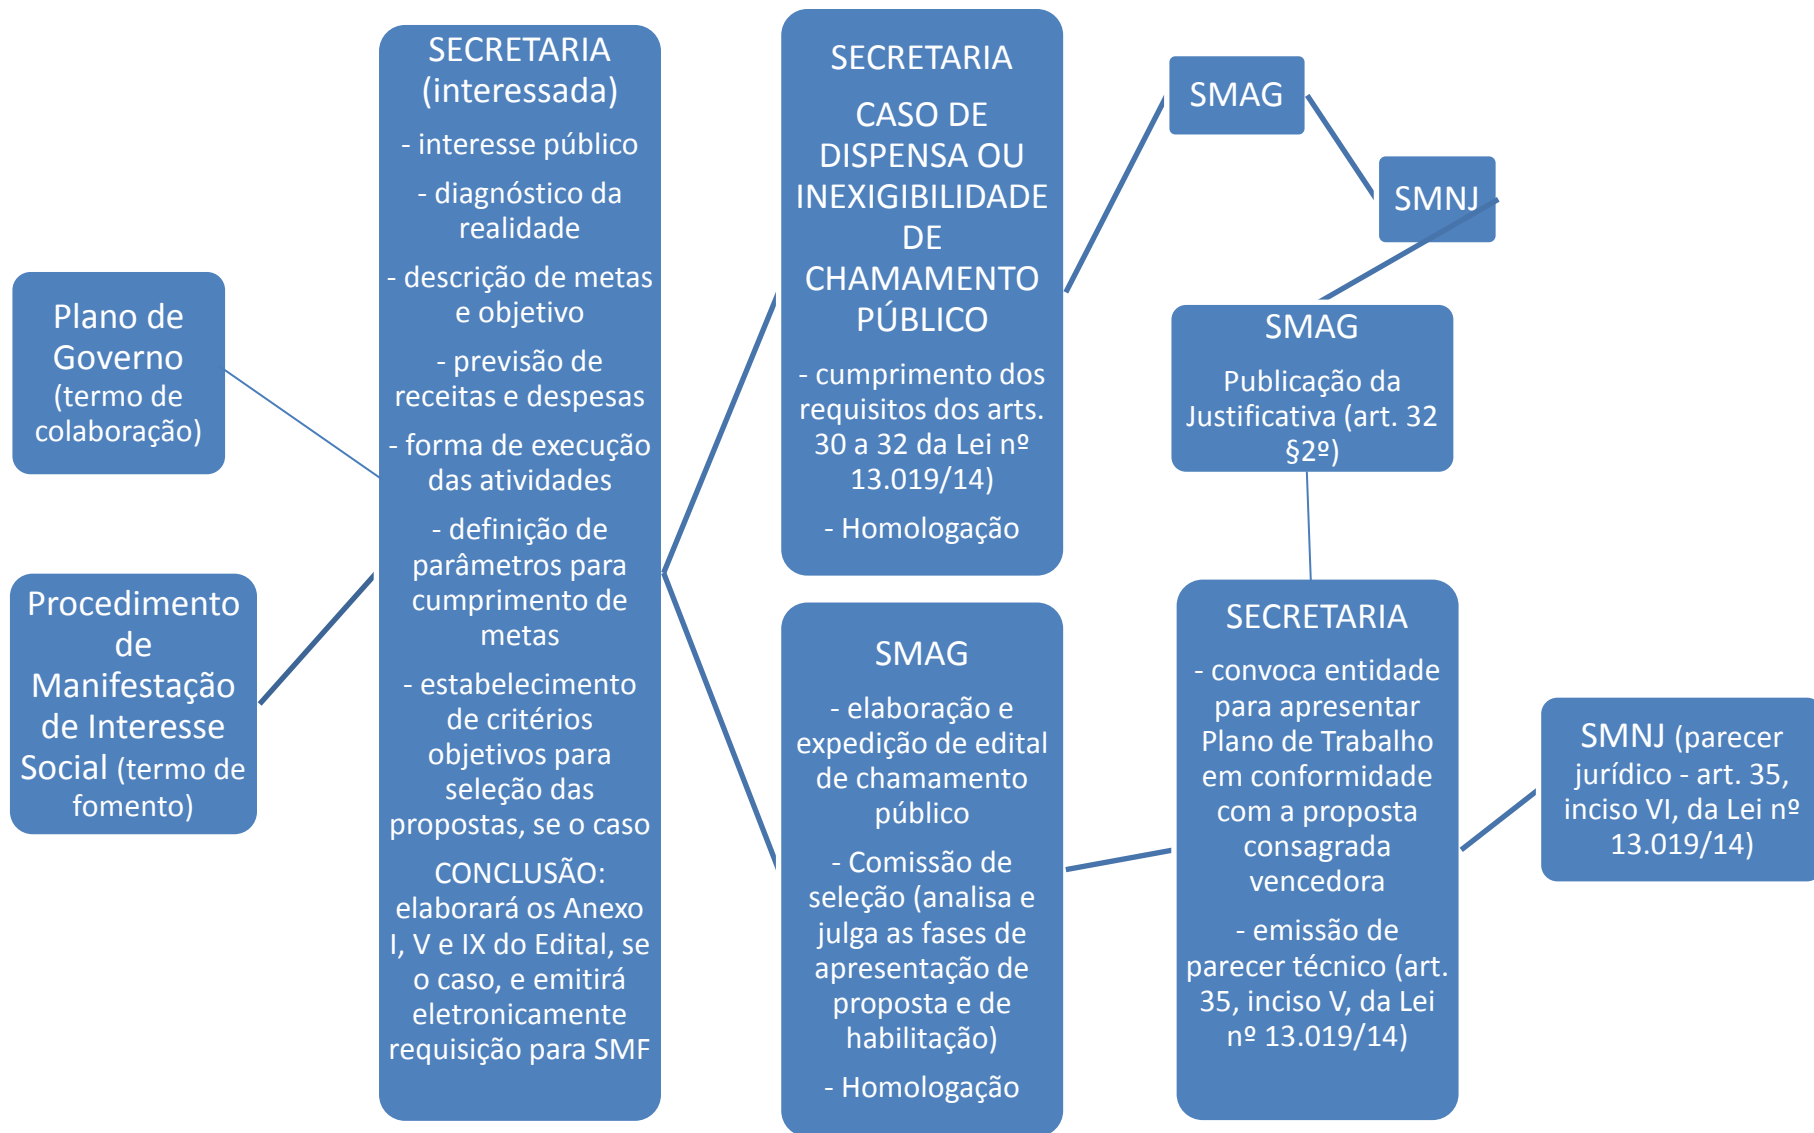 Plano de
Governo
(termo de
colaboração)
Procedimento
de
Manifestação
de Interesse
Social (termo de
fomento)
SECRETARIA
(interessada)
- interesse público
- diagnóstico da
realidade
- descrição de metas
e objetivo
- previsão de
receitas e despesas
- forma de execução
das atividades
- definição de
parâmetros para
cumprimento de
metas
- estabelecimento
de critérios
objetivos para
seleção das
propostas, se o caso
CONCLUSÃO:
elaborará os Anexo
I, V e IX do Edital, se
o caso, e emitirá
eletronicamente
requisição para SMF
SECRETARIA
CASO DE
DISPENSA OU
INEXIGIBILIDADE
DE
CHAMAMENTO
PÚBLICO
- cumprimento dos
requisitos dos arts.
30 a 32 da Lei nº
13.019/14)
- Homologação
SMAG
- elaboração e
expedição de edital
de chamamento
público
- Comissão de
seleção (analisa e
julga as fases de
apresentação de
proposta e de
habilitação)
- Homologação
SMAG
SMNJ
SMAG
Publicação da
Justificativa (art. 32
§2º)
SECRETARIA
- convoca entidade
para apresentar
Plano de Trabalho
em conformidade
com a proposta
consagrada
vencedora
- emissão de
parecer técnico (art.
35, inciso V, da Lei
nº 13.019/14)
SMNJ (parecer
jurídico - art. 35,
inciso VI, da Lei nº
13.019/14)